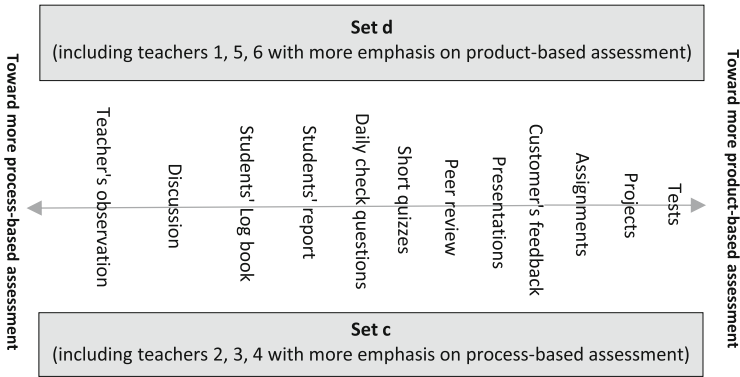 Set d
(including teachers 1, 5, 6 with more emphasis on product-based assessment)
Toward more process-based assessment
Teacher's observation
Discussion
Students' Log book
Students' report
Daily check questions
Short quizzes
Peer review
Presentations
Customer's feedback
Assignments
Projects
Tests
Toward more product-based assessment
Set c
(including teachers 2, 3, 4 with more emphasis on process-based assessment)